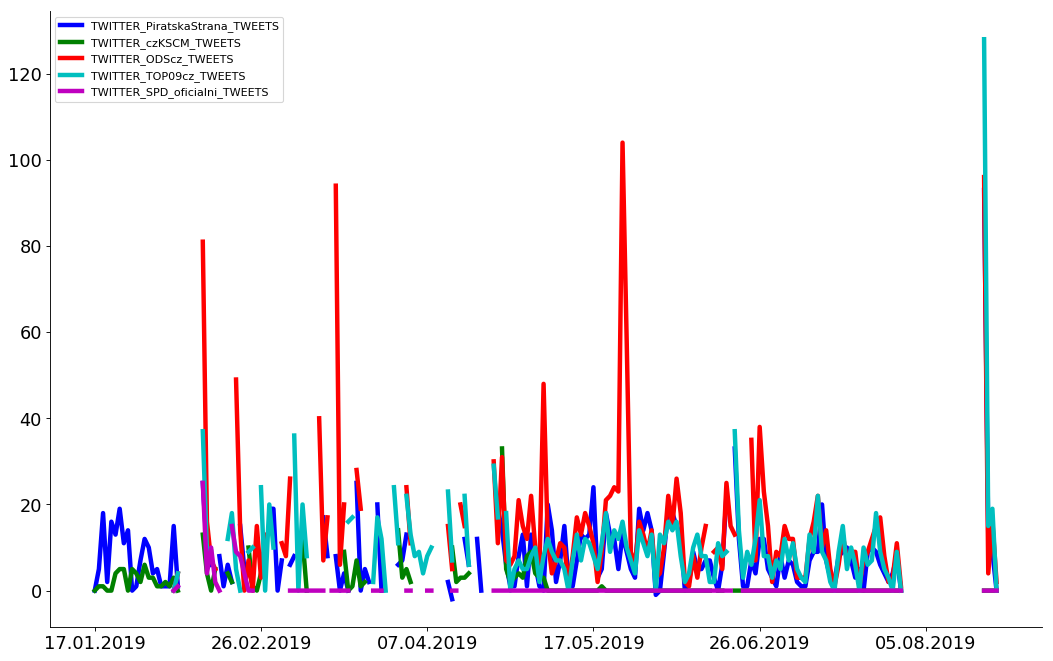 TWITTER_PiratskaStrana_TWEETS
TWITTER_czKSCM_TWEETS
TWITTER_ODScz_TWEETS
TWITTER_TOP09cz_TWEETS
TWITTER_SPD_oficialni_TWEETS
120
100
80
60
40
20
0
17.01.2019 26.02.2019 07.04.2019 17.05.2019 26.06.2019 05.08.2019